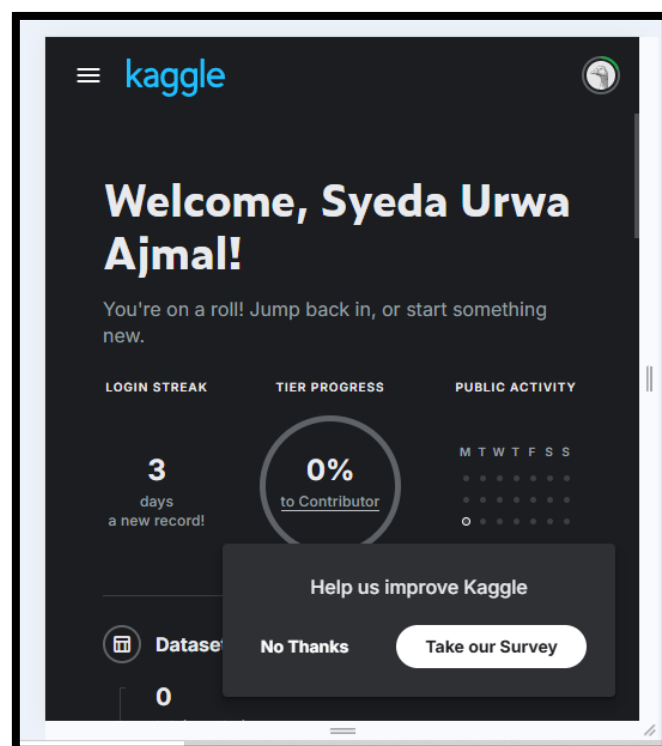 kaggle
Welcome, Syeda Urwa
Ajmal!
You're on a roll! Jump back in, or start something
new.
LOGIN STREAK
TIER PROGRESS
PUBLIC ACTIVITY
3
days
a new record!
0%
to Contributor
M T W T F S S
Help us improve Kaggle
No Thanks
Take our Survey
Datase
0